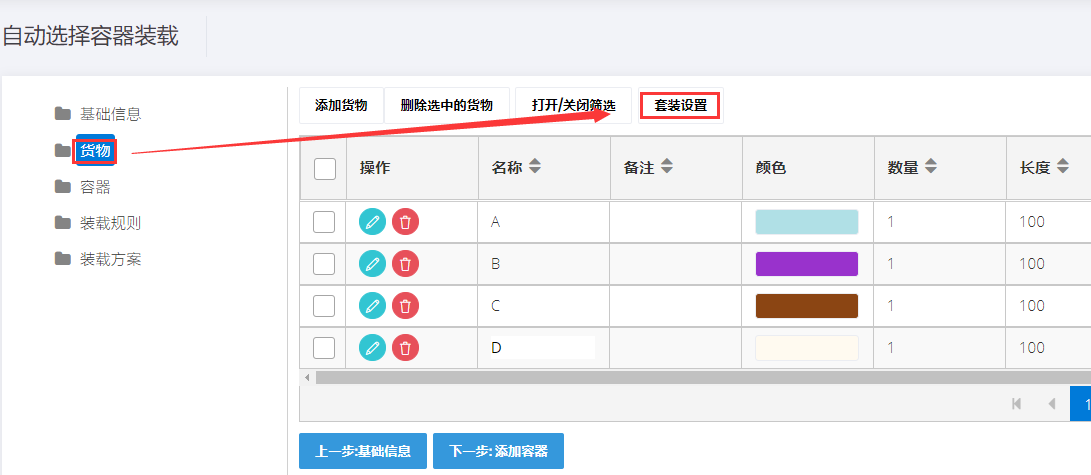 自动选择容器装载
基础信息
货物
容器
装载规则
装载方案
添加货物 删除选中的货物 打开/关闭筛选 套装设置
操作 名称 备注 颜色 数量 长度
A 1 100
B 1 100
C 1 100
D 1 100
1
上一步:基础信息 下一步: 添加容器